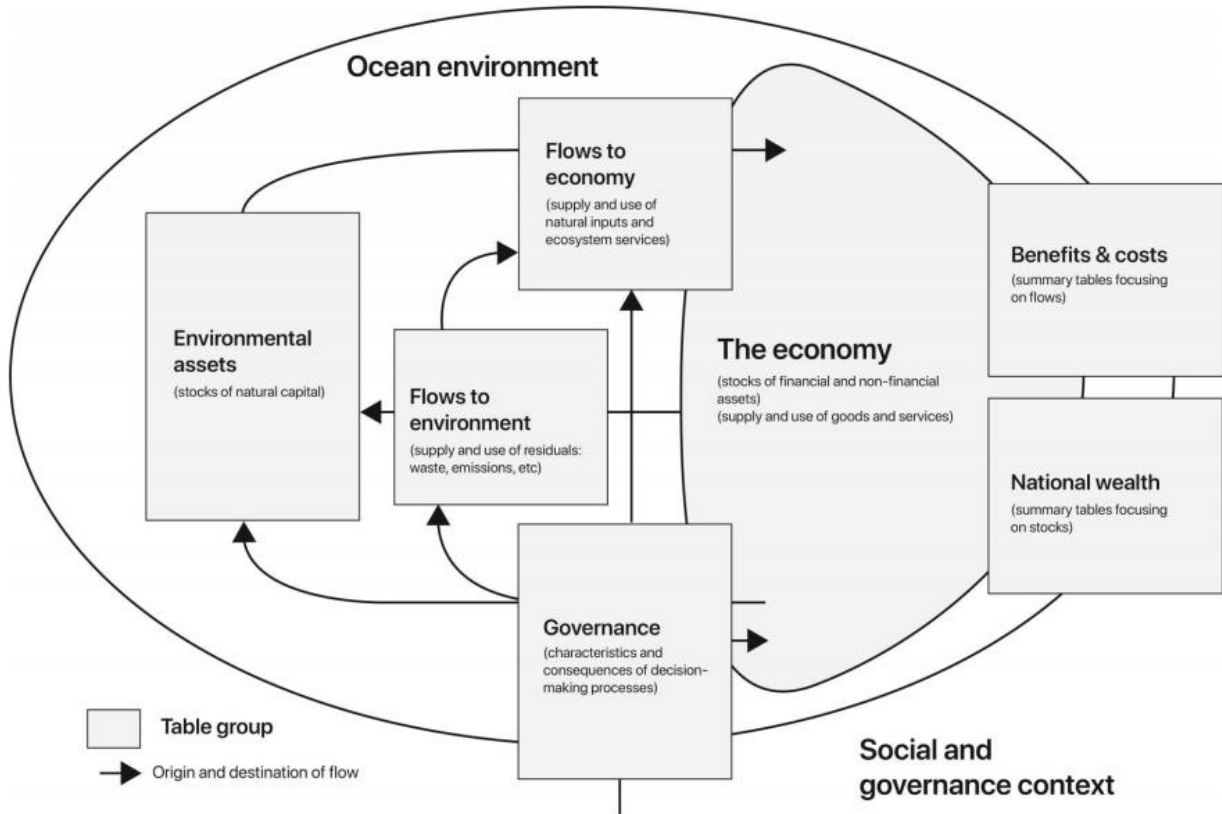 Ocean environment
Flows to
economy
(supply and use of
natural inputs and
ecosystem services)
Environmental
assets
(stocks of natural capital)
Flows to
environment
(supply and use of residuals:
waste, emissions, etc)
The economy
(stocks of financial and non-financial
assets)
(supply and use of goods and services)
Benefits & costs
(summary tables focusing
on flows)
National wealth
(summary tables focusing
on stocks)
Governance
(characteristics and
consequences of decision-
making processes)
Table group
Origin and destination of flow
Social and
governance context